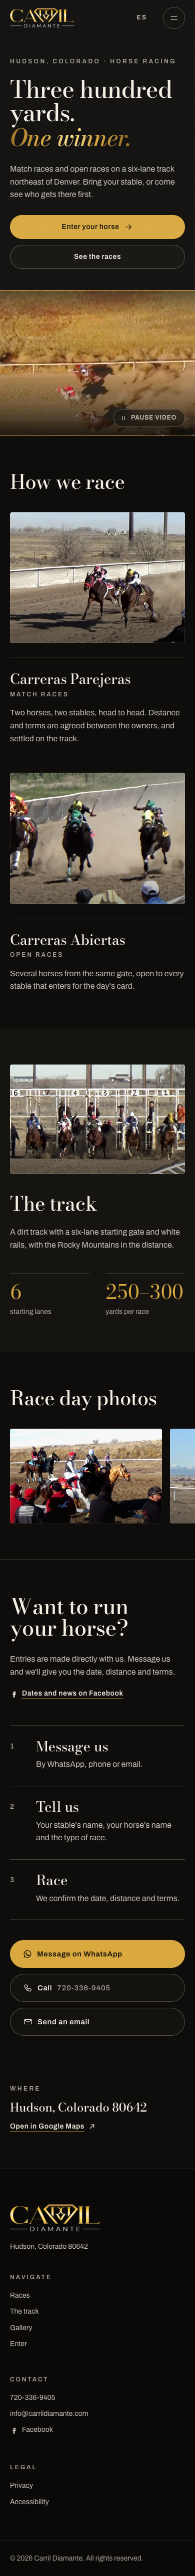 CARRIL
DIAMANTE
ES
HUDSON, COLORADO · HORSE RACING
Three hundred
yards.
One winner.
Match races and open races on a six-lane track
northeast of Denver. Bring your stable, or come
see who gets there first.
Enter your horse →
See the races
PAUSE VIDEO
How we race
Carreras Parejeras
MATCH RACES
Two horses, two stables, head to head. Distance
and terms are agreed between the owners, and
settled on the track.
Carreras Abiertas
OPEN RACES
Several horses from the same gate, open to every
stable that enters for the day's card.
6 5 4 3 2 1
The track
A dirt track with a six-lane starting gate and white
rails, with the Rocky Mountains in the distance.
6
starting lanes
250–300
yards per race
Race day photos
Want to run
your horse?
Entries are made directly with us. Message us
and we'll give you the date, distance and terms.
Dates and news on Facebook
1
Message us
By WhatsApp, phone or email.
2
Tell us
Your stable's name, your horse's name
and the type of race.
3
Race
We confirm the date, distance and terms.
Message on WhatsApp
Call 720-336-9405
Send an email
WHERE
Hudson, Colorado 80642
Open in Google Maps ↗
CARRIL
DIAMANTE
Hudson, Colorado 80642
NAVIGATE
Races
The track
Gallery
Enter
CONTACT
720-336-9405
info@carrildiamante.com
Facebook
LEGAL
Privacy
Accessibility
© 2026 Carril Diamante. All rights reserved.